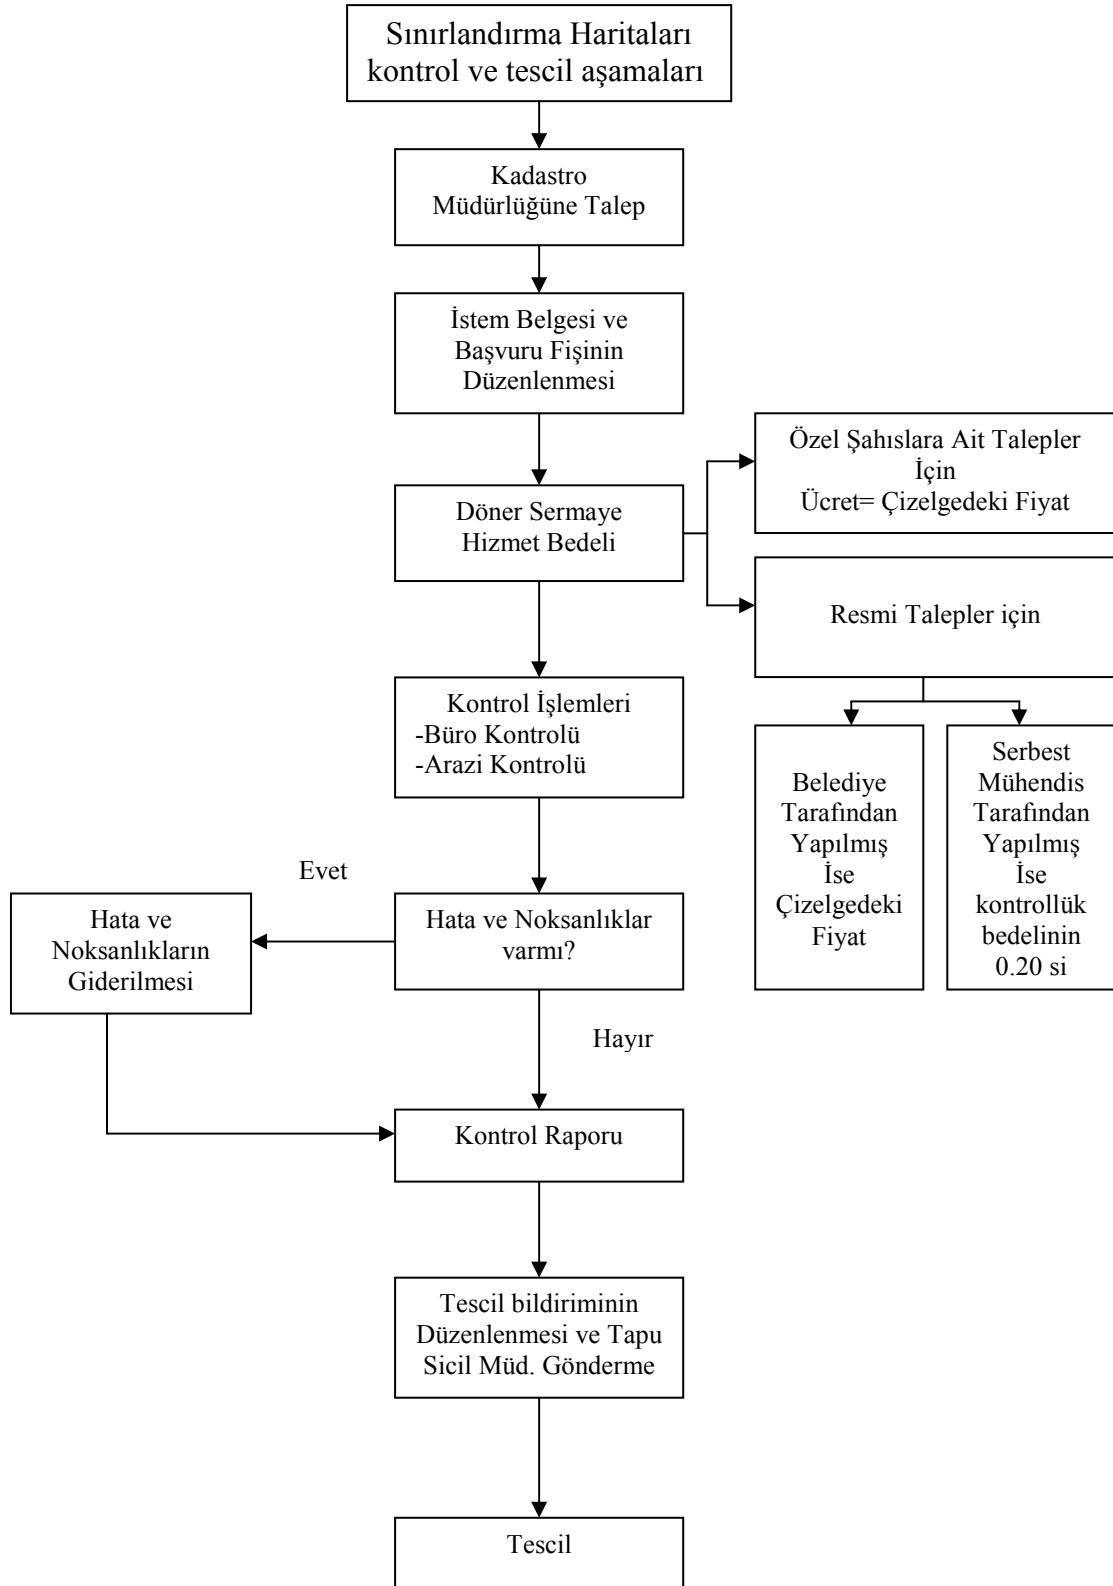 Sınırlandırma Haritaları
kontrol ve tescil aşamaları
Kadastro
Müdürlüğüne Talep
İstem Belgesi ve
Başvuru Fişinin
Düzenlenmesi
Döner Sermaye
Hizmet Bedeli
Özel Şahıslara Ait Talepler
İçin
Ücret= Çizelgedeki Fiyat
Resmi Talepler için
Belediye
Tarafından
Yapılmış
İse
Çizelgedeki
Fiyat
Serbest
Mühendis
Tarafından
Yapılmış
İse
kontrollük
bedelinin
0.20 si
Kontrol İşlemleri
-Büro Kontrolü
-Arazi Kontrolü
Hata ve Noksanlıklar
varmı?
Evet
Hata ve
Noksanlıkların
Giderilmesi
Hayır
Kontrol Raporu
Tescil bildiriminin
Düzenlenmesi ve Tapu
Sicil Müd. Gönderme
Tescil